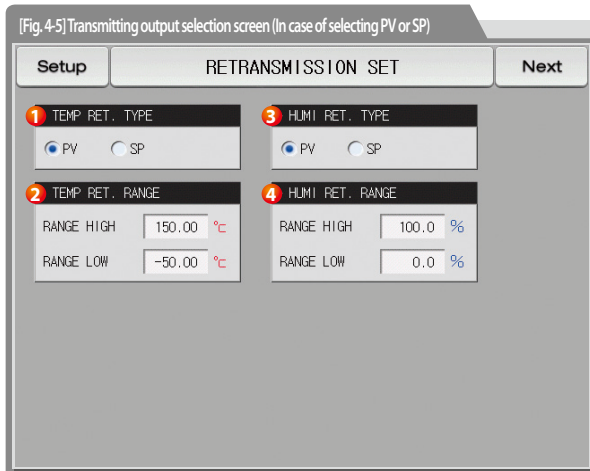 [Fig. 4-5] Transmitting output selection screen (In case of selecting PV or SP)
Setup RETRANSMISSION SET Next
1 TEMP RET. TYPE
PV SP
3 HUMI RET. TYPE
PV SP
2 TEMP RET. RANGE
RANGE HIGH 150.00 ℃
RANGE LOW -50.00 ℃
4 HUMI RET. RANGE
RANGE HIGH 100.0 %
RANGE LOW 0.0 %